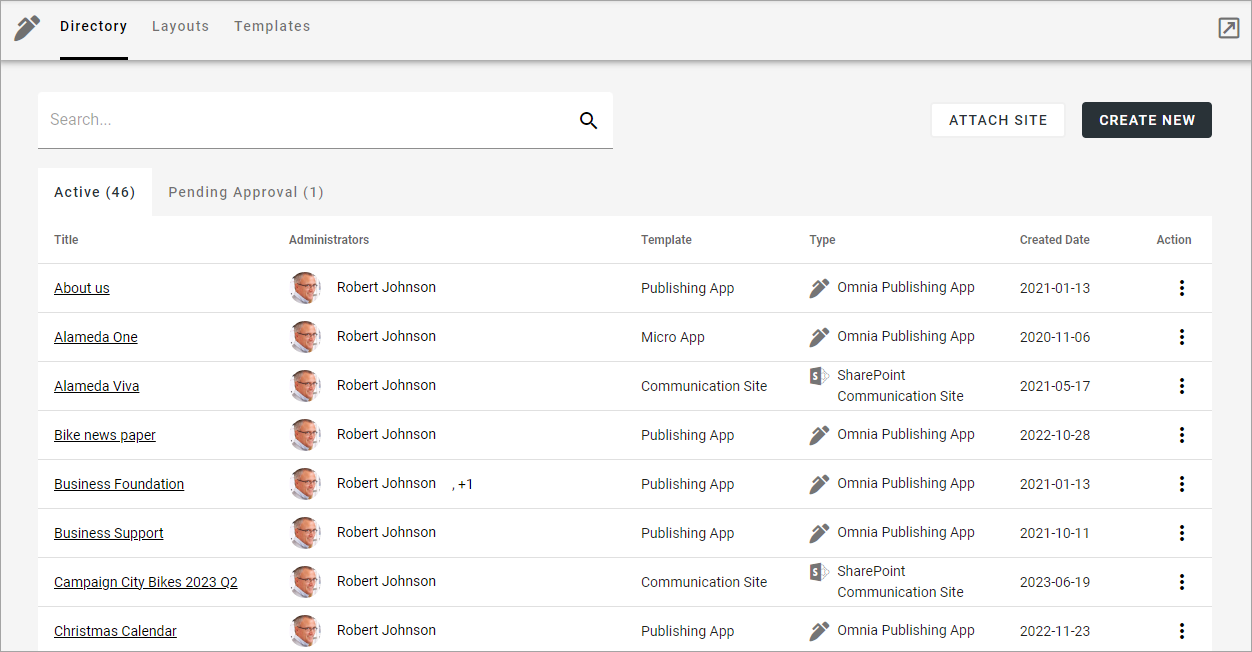 Directory Layouts Templates
Search...
ATTACH SITE CREATE NEW
Active (46) Pending Approval (1)
Title Administrators Template Type Created Date Action
About us Robert Johnson Publishing App Omnia Publishing App 2021-01-13
Alameda One Robert Johnson Micro App Omnia Publishing App 2020-11-06
Alameda Viva Robert Johnson Communication Site SharePoint 2021-05-17
Communication Site
Bike news paper Robert Johnson Publishing App Omnia Publishing App 2022-10-28
Business Foundation Robert Johnson , +1 Publishing App Omnia Publishing App 2021-01-13
Business Support Robert Johnson Publishing App Omnia Publishing App 2021-10-11
Campaign City Bikes 2023 Q2 Robert Johnson Communication Site SharePoint 2023-06-19
Communication Site
Christmas Calendar Robert Johnson Publishing App Omnia Publishing App 2022-11-23